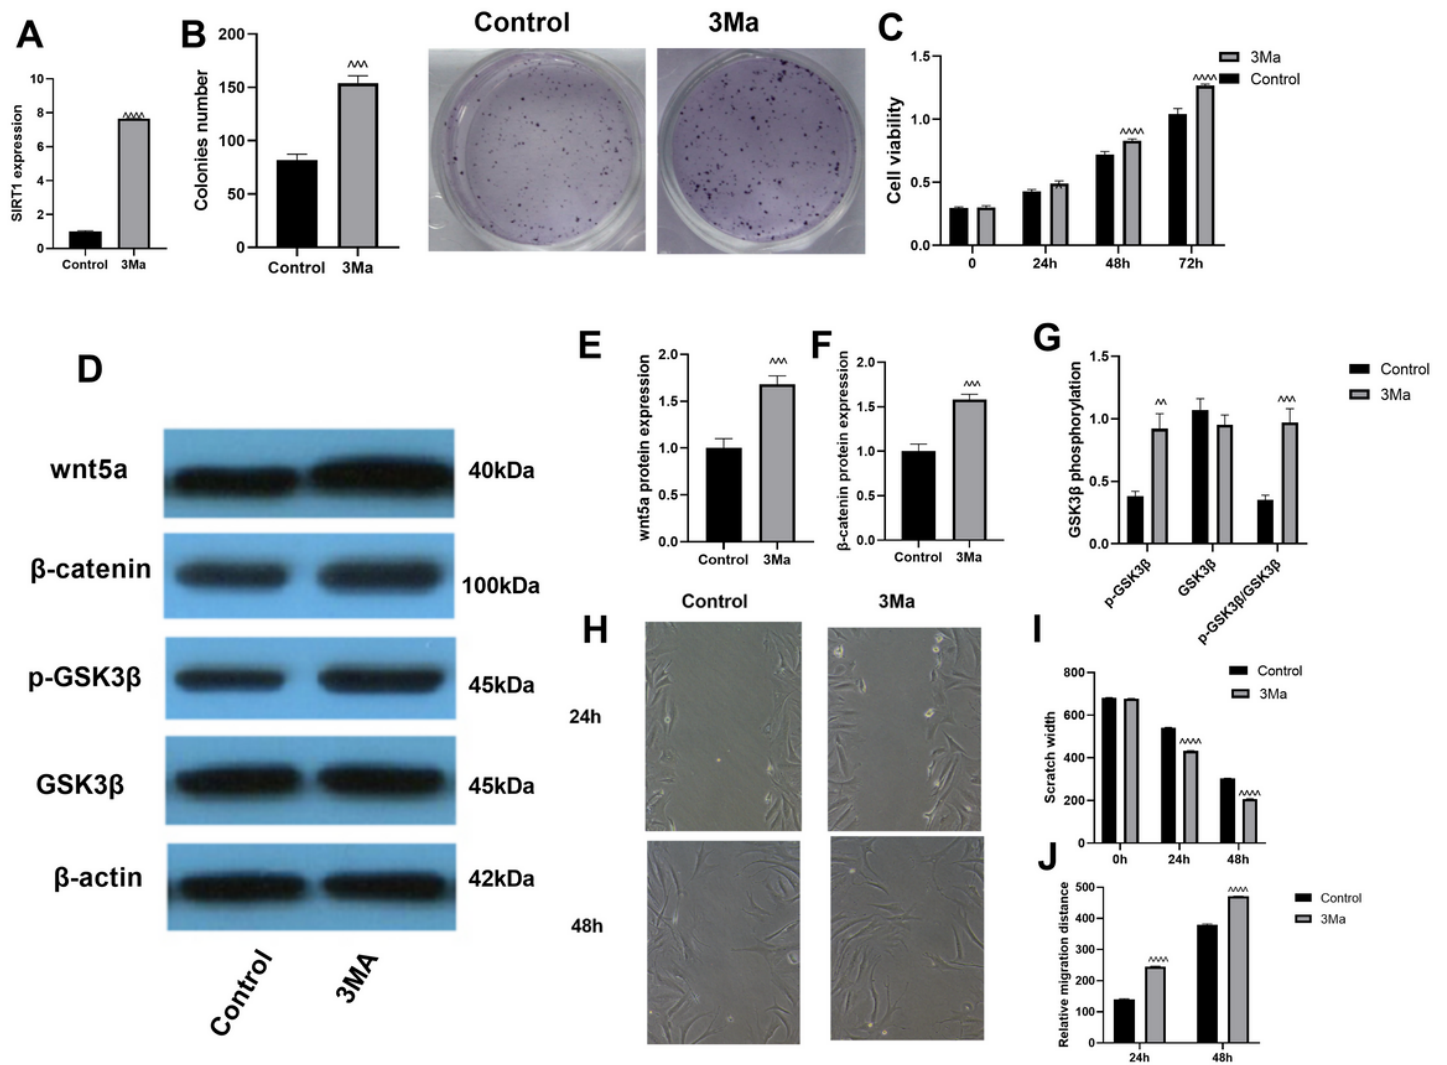 A
SIRT1 expression
10
8
6
4
2
0
^^^^
Control
3Ma
B
Colonies number
200
150
100
50
0
^^^
Control
3Ma
Control
3Ma
C
Cell viability
1.5
1.0
0.5
0.0
^^
^^^^
^^^^
0
24h
48h
72h
3Ma
Control
D
wnt5a
40kDa
β-catenin
100kDa
p-GSK3β
45kDa
GSK3β
45kDa
β-actin
42kDa
Control
3MA
E
wnt5a protein expression
2.0
1.5
1.0
0.5
0.0
^^^
Control
3Ma
F
β-catenin protein expression
2.0
1.5
1.0
0.5
0.0
^^^
Control
3Ma
G
GSK3β phosphorylation
1.5
1.0
0.5
0.0
^^
^^^
p-GSK3β
GSK3β
p-GSK3β/GSK3β
Control
3Ma
H
Control
3Ma
24h
48h
I
Scratch width
800
600
400
200
0
^^^^
^^^^
0h
24h
48h
Control
3Ma
J
Relative migration distance
500
400
300
200
100
0
^^^^
^^^^
24h
48h
Control
3Ma